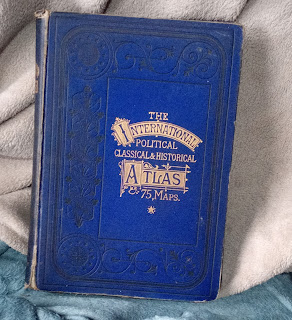 THE
INTERNATIONAL
POLITICAL
CLASSICAL & HISTORICAL
ATLAS
75, MAPS.